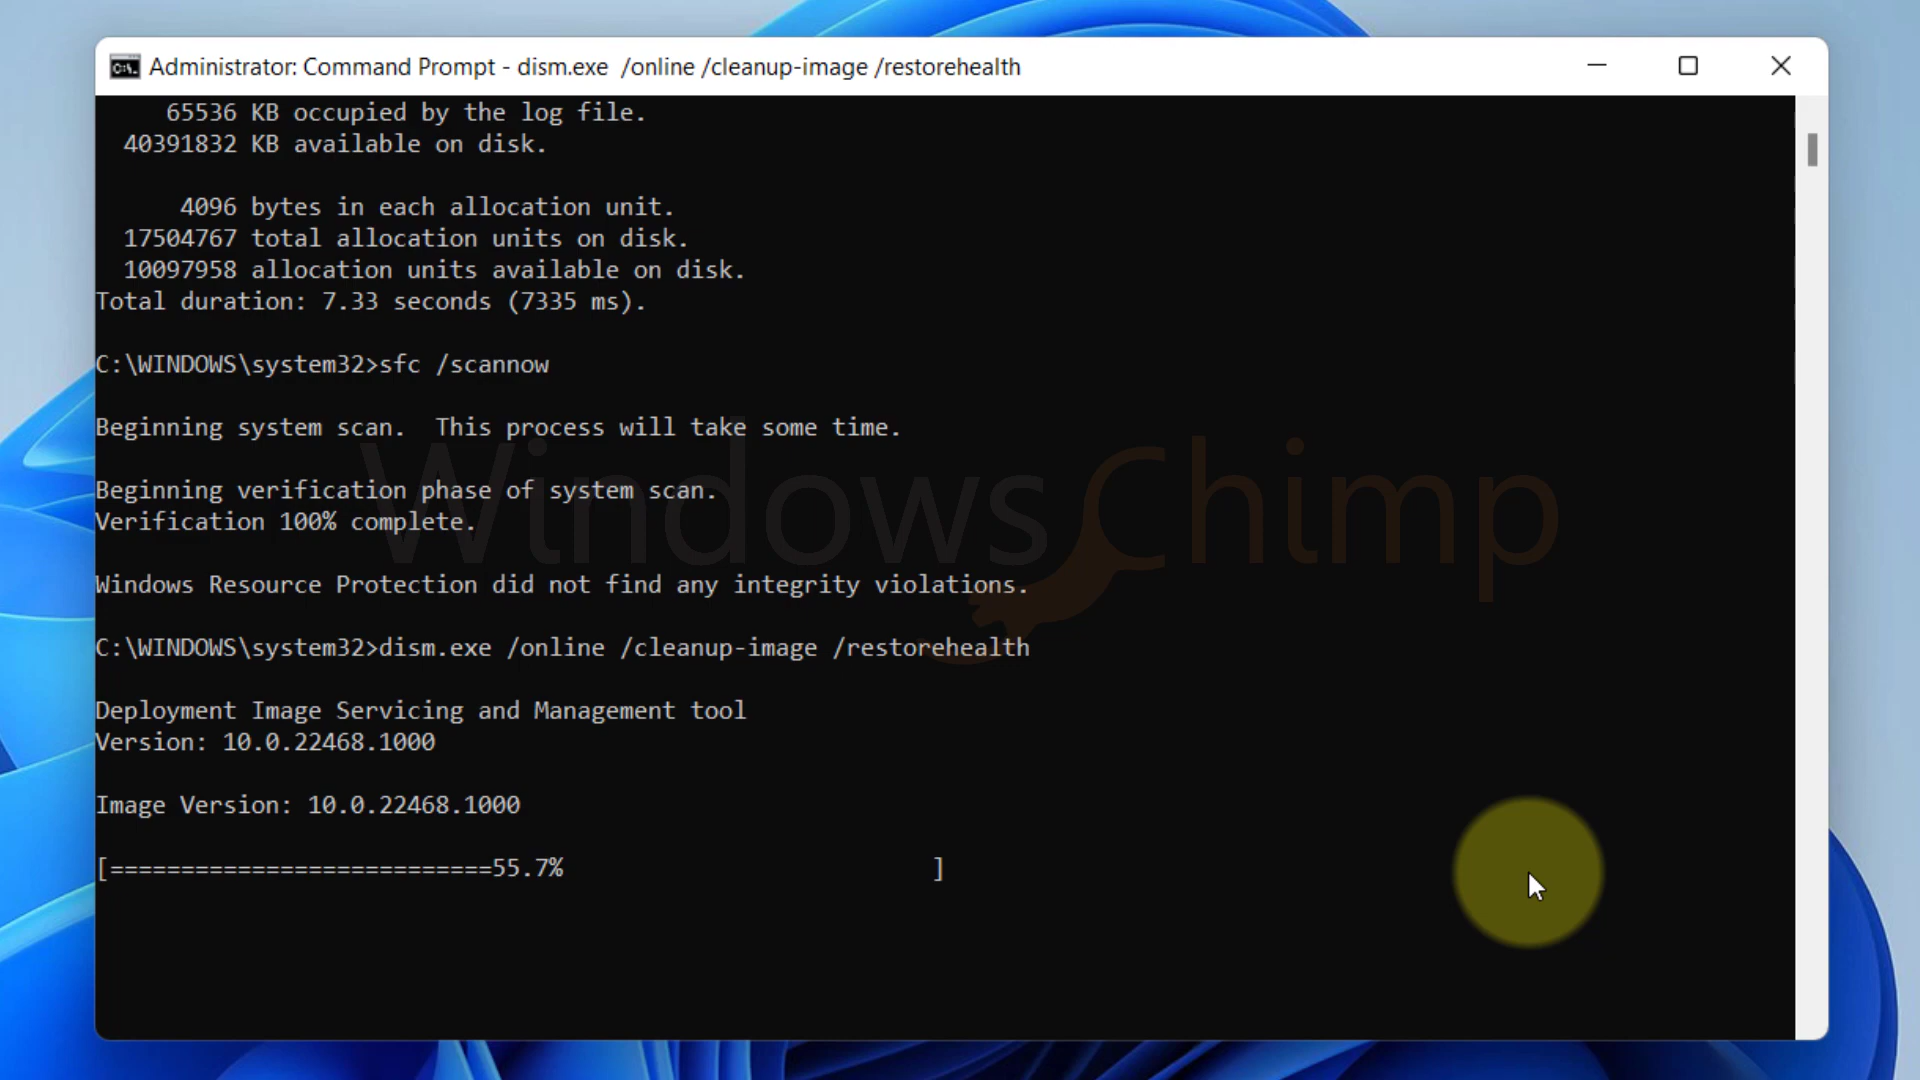 Administrator: Command Prompt - dism.exe  /online /cleanup-image /restorehealth
65536 KB occupied by the log file.
40391832 KB available on disk.
4096 bytes in each allocation unit.
17504767 total allocation units on disk.
10097958 allocation units available on disk.
Total duration: 7.33 seconds (7335 ms).
C:\WINDOWS\system32>sfc /scannow
Beginning system scan.  This process will take some time.
Beginning verification phase of system scan.
Verification 100% complete.
WindowsChimp
Windows Resource Protection did not find any integrity violations.
C:\WINDOWS\system32>dism.exe /online /cleanup-image /restorehealth
Deployment Image Servicing and Management tool
Version: 10.0.22468.1000
Image Version: 10.0.22468.1000
[===========================55.7%                          ]